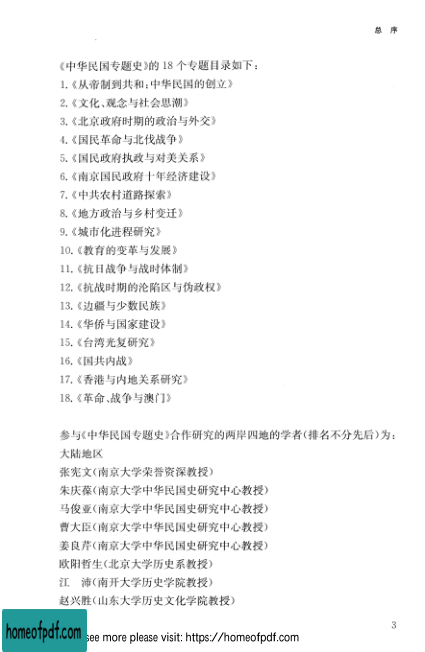 总 序
《中华民国专题史》的 18 个专题目录如下:
1.《从帝制到共和:中华民国的创立》
2.《文化、观念与社会思潮》
3.《北京政府时期的政治与外交》
4.《国民革命与北伐战争》
5.《国民政府执政与对美关系》
6.《南京国民政府十年经济建设》
7.《中共农村道路探索》
8.《地方政治与乡村变迁》
9.《城市化进程研究》
10.《教育的变革与发展》
11.《抗日战争与战时体制》
12.《抗战时期的沦陷区与伪政权》
13.《边疆与少数民族》
14.《华侨与国家建设》
15.《台湾光复研究》
16.《国共内战》
17.《香港与内地关系研究》
18.《革命、战争与澳门》
参与《中华民国专题史》合作研究的两岸四地的学者(排名不分先后)为:
大陆地区
张宪文(南京大学荣誉资深教授)
朱庆葆(南京大学中华民国史研究中心教授)
马俊亚(南京大学中华民国史研究中心教授)
曹大臣(南京大学中华民国史研究中心教授)
姜良芹(南京大学中华民国史研究中心教授)
欧阳哲生(北京大学历史系教授)
江 沛(南开大学历史学院教授)
赵兴胜(山东大学历史文化学院教授)
3
homeofpdf.com
see more please visit: https://homeofpdf.com